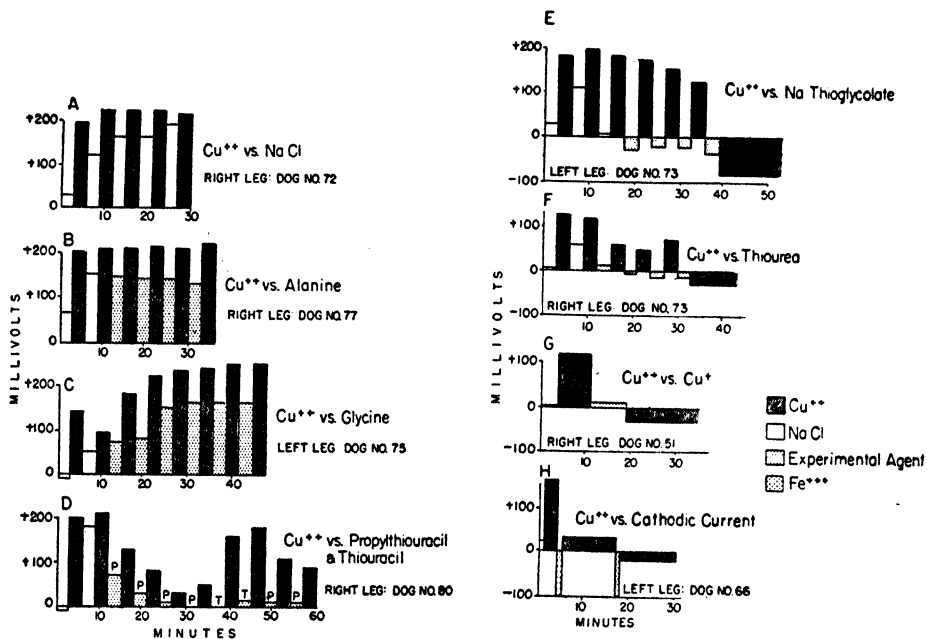 A
+200
+100
0
10
20
30
Cu++ vs. NaCl
RIGHT LEG: DOG NO. 72
B
+200
+100
0
10
20
30
Cu++ vs. Alanine
RIGHT LEG: DOG NO. 77
C
+200
+100
0
10
20
30
40
Cu++ vs. Glycine
LEFT LEG: DOG NO. 75
D
+200
+100
0
P
P
P
P
T
T
P
P
10
20
30
40
50
60
Cu++ vs. Propylthiouracil
& Thiouracil
RIGHT LEG: DOG NO. 80
MILLIVOLTS
MINUTES
E
+200
+100
0
-100
10
20
30
40
50
Cu++ vs. Na Thioglycolate
LEFT LEG: DOG NO. 73
F
+100
0
-100
10
20
30
40
Cu++ vs. Thiourea
RIGHT LEG: DOG NO. 73
G
+100
0
-100
10
20
30
Cu++ vs. Cu+
RIGHT LEG: DOG NO. 51
H
+100
0
-100
10
20
30
Cu++ vs. Cathodic Current
LEFT LEG: DOG NO. 66
MILLIVOLTS
MINUTES
Cu++
NaCl
Experimental Agent
Fe+++